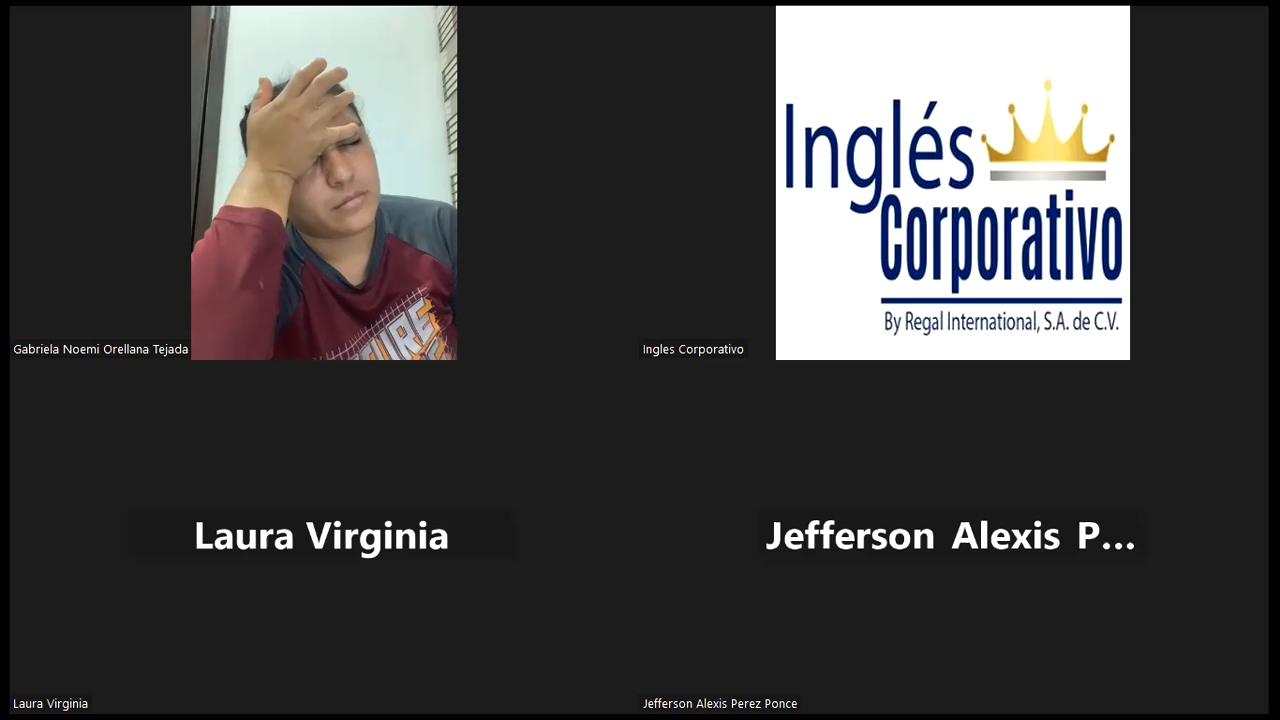 Inglés
Corporativo
By Regal International, S.A. de C.V.
Gabriela Noemi Orellana Tejada
Ingles Corporativo
Laura Virginia
Jefferson Alexis P...
Laura Virginia
Jefferson Alexis Perez Ponce